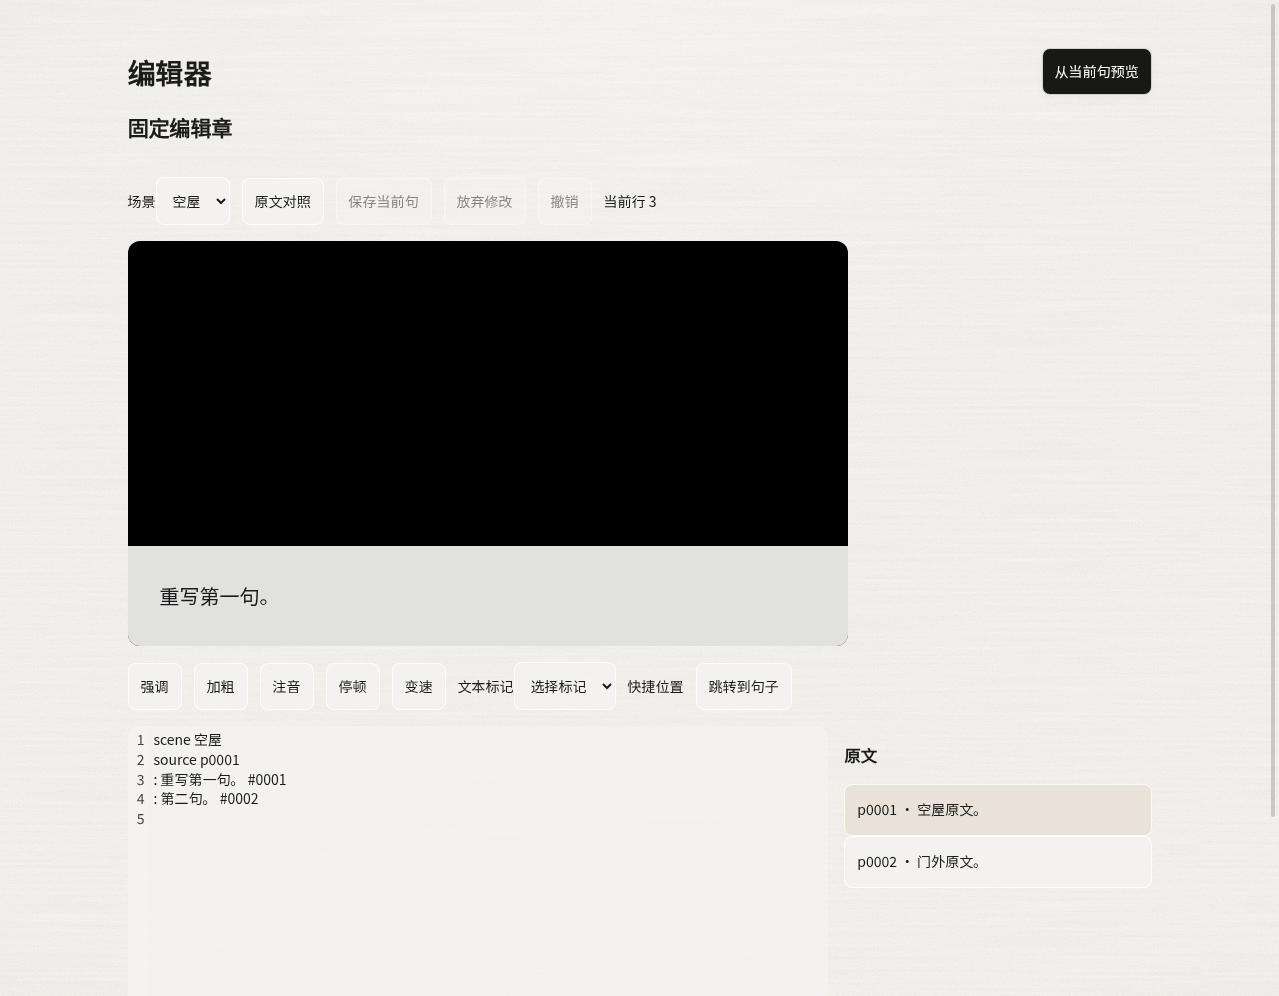 编辑器
从当前句预览
固定编辑章
场景 空屋 原文对照 保存当前句 放弃修改 撤销 当前行 3
重写第一句。
强调 加粗 注音 停顿 变速 文本标记 选择标记 快捷位置 跳转到句子
1 scene 空屋
2 source p0001
3 : 重写第一句。 #0001
4 : 第二句。 #0002
5
原文
p0001 · 空屋原文。
p0002 · 门外原文。